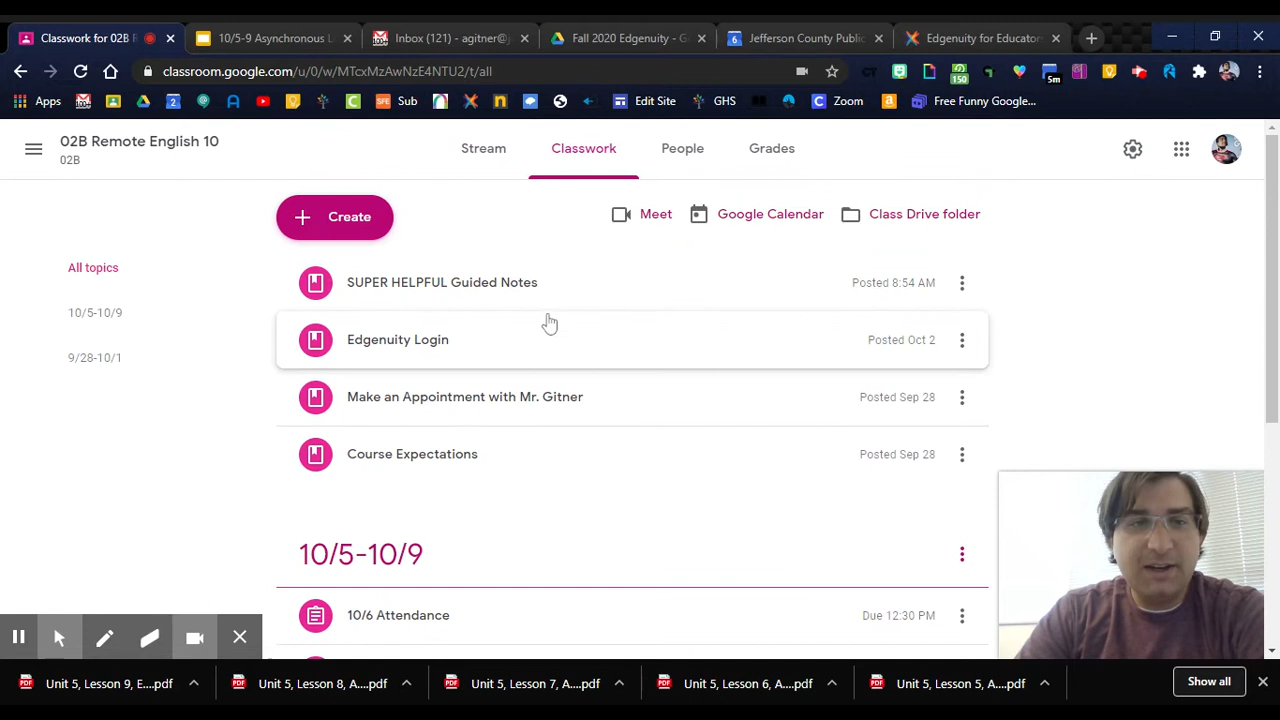 Classwork for 02B R
10/5-9 Asynchronous L
Inbox (121) - agitner@
Fall 2020 Edgenuity - G
Jefferson County Public
Edgenuity for Educator
classroom.google.com/u/0/w/MTcxMzAwNzE4NTU2/t/all
Apps
Sub
Edit Site
GHS
Zoom
Free Funny Google...
02B Remote English 10
02B
Stream
Classwork
People
Grades
Create
Meet
Google Calendar
Class Drive folder
All topics
10/5-10/9
9/28-10/1
SUPER HELPFUL Guided Notes
Posted 8:54 AM
Edgenuity Login
Posted Oct 2
Make an Appointment with Mr. Gitner
Posted Sep 28
Course Expectations
Posted Sep 28
10/5-10/9
10/6 Attendance
Due 12:30 PM
Unit 5, Lesson 9, E....pdf
Unit 5, Lesson 8, A....pdf
Unit 5, Lesson 7, A....pdf
Unit 5, Lesson 6, A....pdf
Unit 5, Lesson 5, A....pdf
Show all